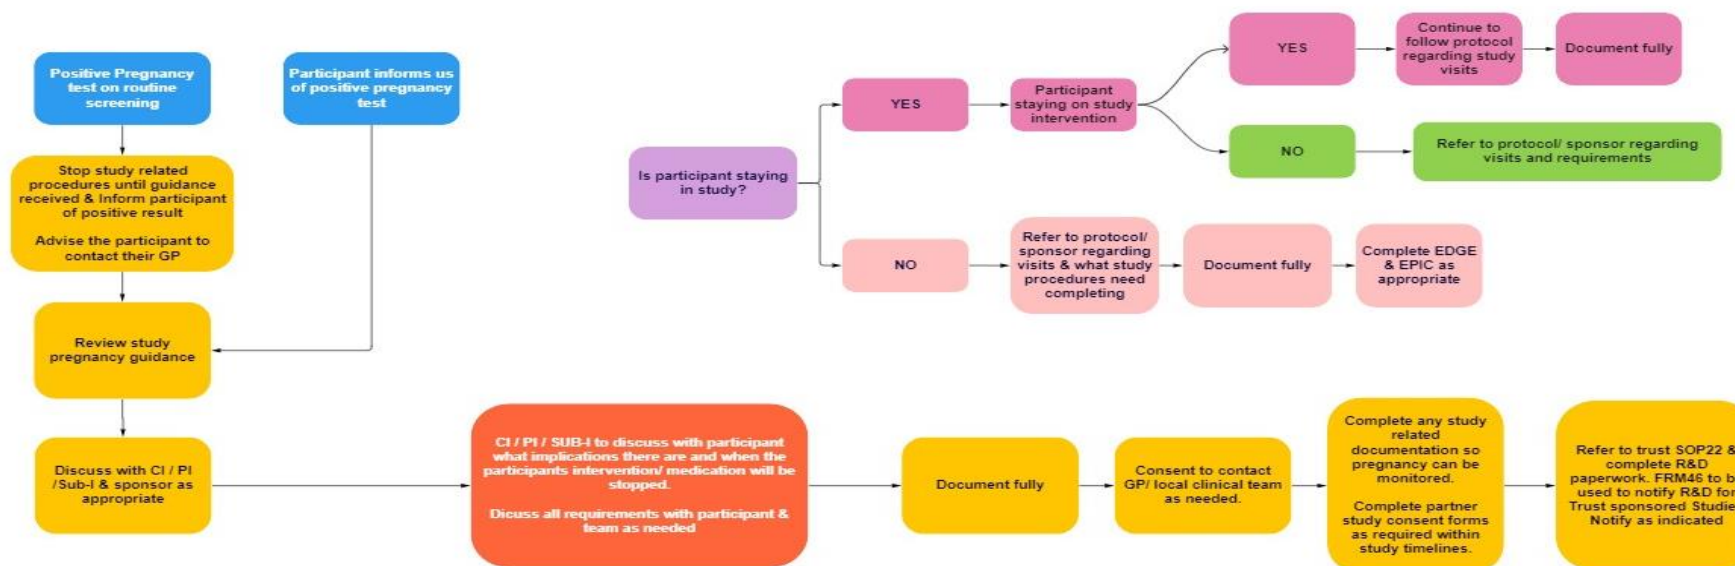 Positive Pregnancy
test on routine
screening
Participant informs us
of positive pregnancy
test
Stop study related
procedures until guidance
received & Inform participant
of positive result
Advise the participant to
contact their GP
Review study
pregnancy guidance
Discuss with CI / PI
/Sub-I & sponsor as
appropriate
CI / PI / SUB-I to discuss with participant
what implications there are and when the
participants intervention/ medication will be
stopped.
Dicuss all requirements with participant &
team as needed
Document fully
Consent to contact
GP/ local clinical team
as needed.
Complete any study
related
documentation so
pregnancy can be
monitored.
Complete partner
study consent forms
as required within
study timelines.
Refer to trust SOP22 &
complete R&D
paperwork. FRM46 to be
used to notify R&D for
Trust sponsored Studie
Notify as indicated
Is participant staying
in study?
YES
Participant
staying on study
intervention
YES
Continue to
follow protocol
regarding study
visits
Document fully
NO
Refer to protocol/ sponsor regarding
visits and requirements
NO
Refer to protocol/
sponsor regarding
visits & what study
procedures need
completing
Document fully
Complete EDGE
& EPIC as
appropriate